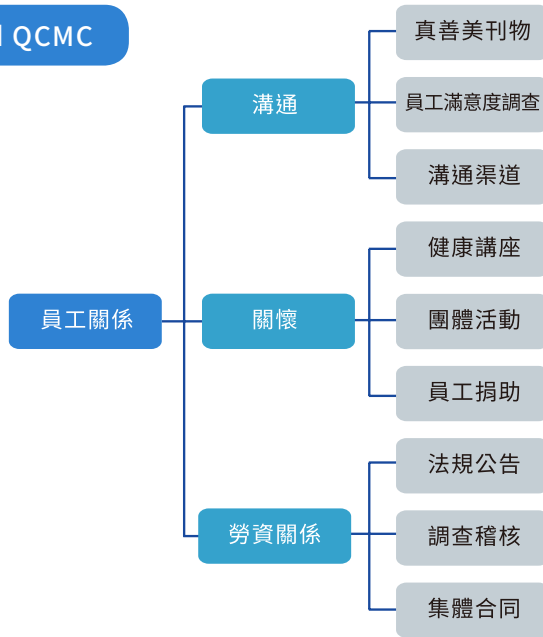 QCMC
真善美刊物
溝通
員工滿意度調查
溝通渠道
健康講座
員工關係
關懷
團體活動
員工捐助
法規公告
勞資關係
調查稽核
集體合同